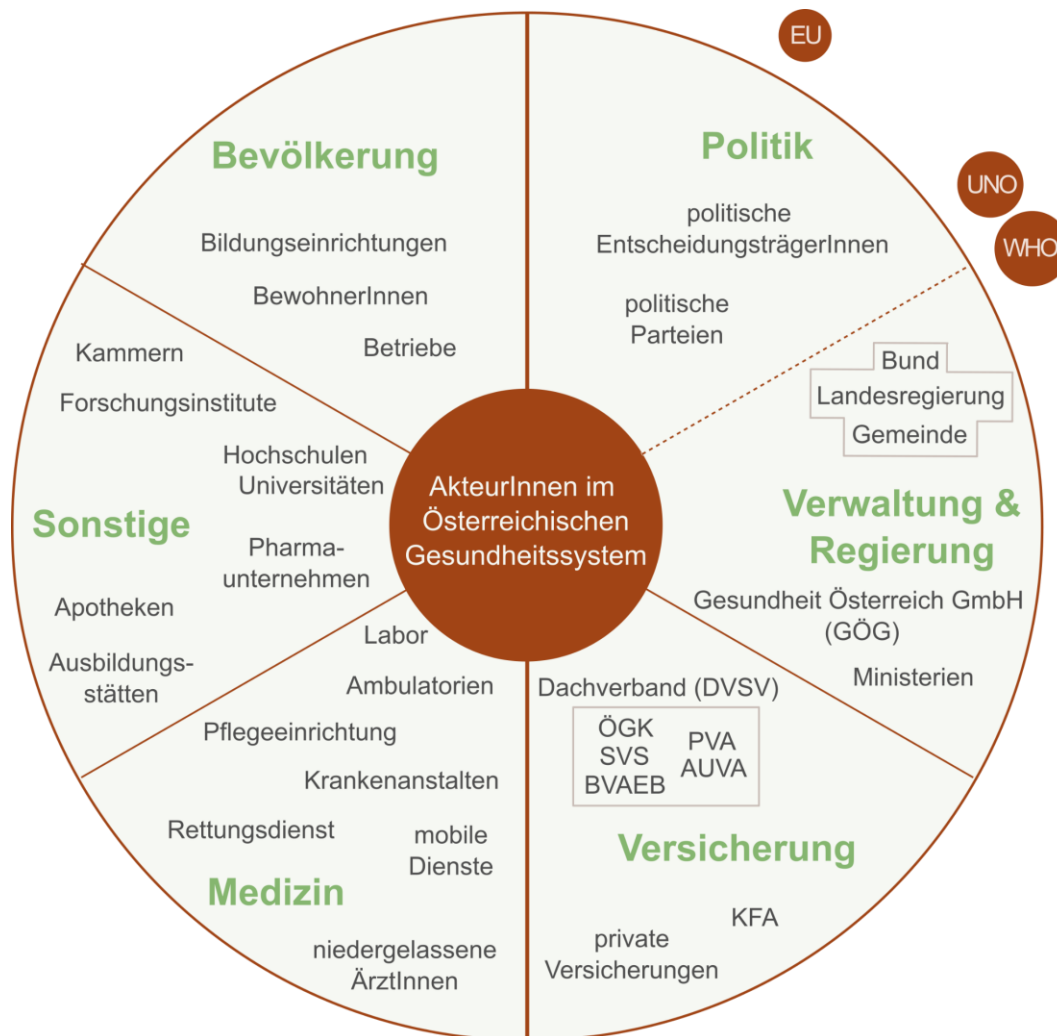 EU
UNO
WHO
Bevölkerung
Bildungseinrichtungen
BewohnerInnen
Betriebe
Politik
politische
EntscheidungsträgerInnen
politische
Parteien
Bund
Landesregierung
Gemeinde
Verwaltung &
Regierung
Gesundheit Österreich GmbH
(GÖG)
Ministerien
Kammern
Forschungsinstitute
Hochschulen
Universitäten
Sonstige
Pharma-
unternehmen
Apotheken
Ausbildungs-
stätten
AkteurInnen im
Österreichischen
Gesundheitssystem
Labor
Ambulatorien
Pflegeeinrichtung
Krankenanstalten
Rettungsdienst
mobile
Dienste
Medizin
niedergelassene
ÄrztInnen
Dachverband (DVSV)
ÖGK
SVS
BVAEB
PVA
AUVA
Versicherung
KFA
private
Versicherungen